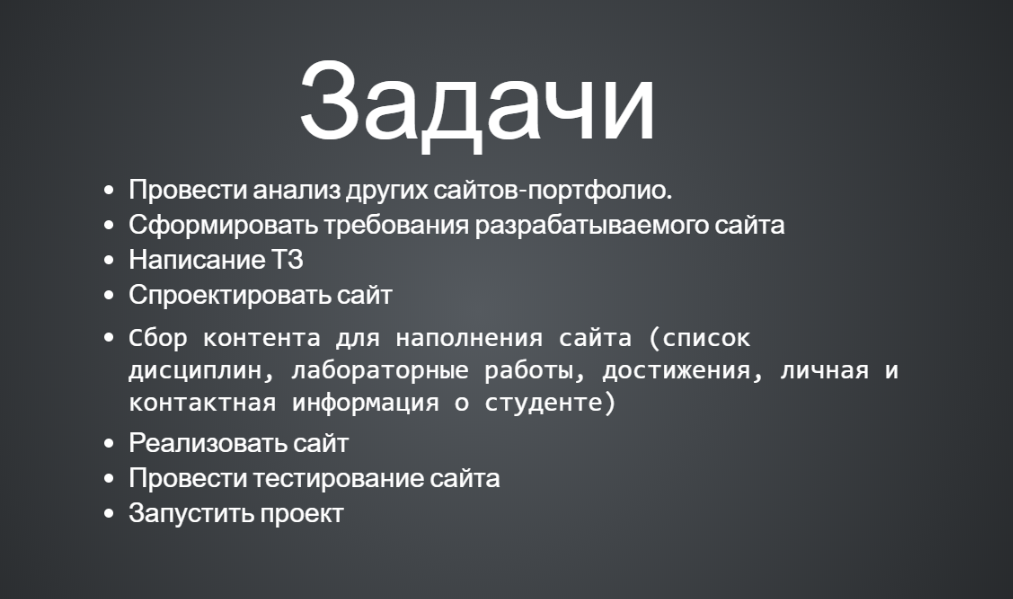 Задачи
• Провести анализ других сайтов-портфолио.
• Сформировать требования разрабатываемого сайта
• Написание ТЗ
• Спроектировать сайт
• Сбор контента для наполнения сайта (список
дисциплин, лабораторные работы, достижения, личная и
контактная информация о студенте)
• Реализовать сайт
• Провести тестирование сайта
• Запустить проект